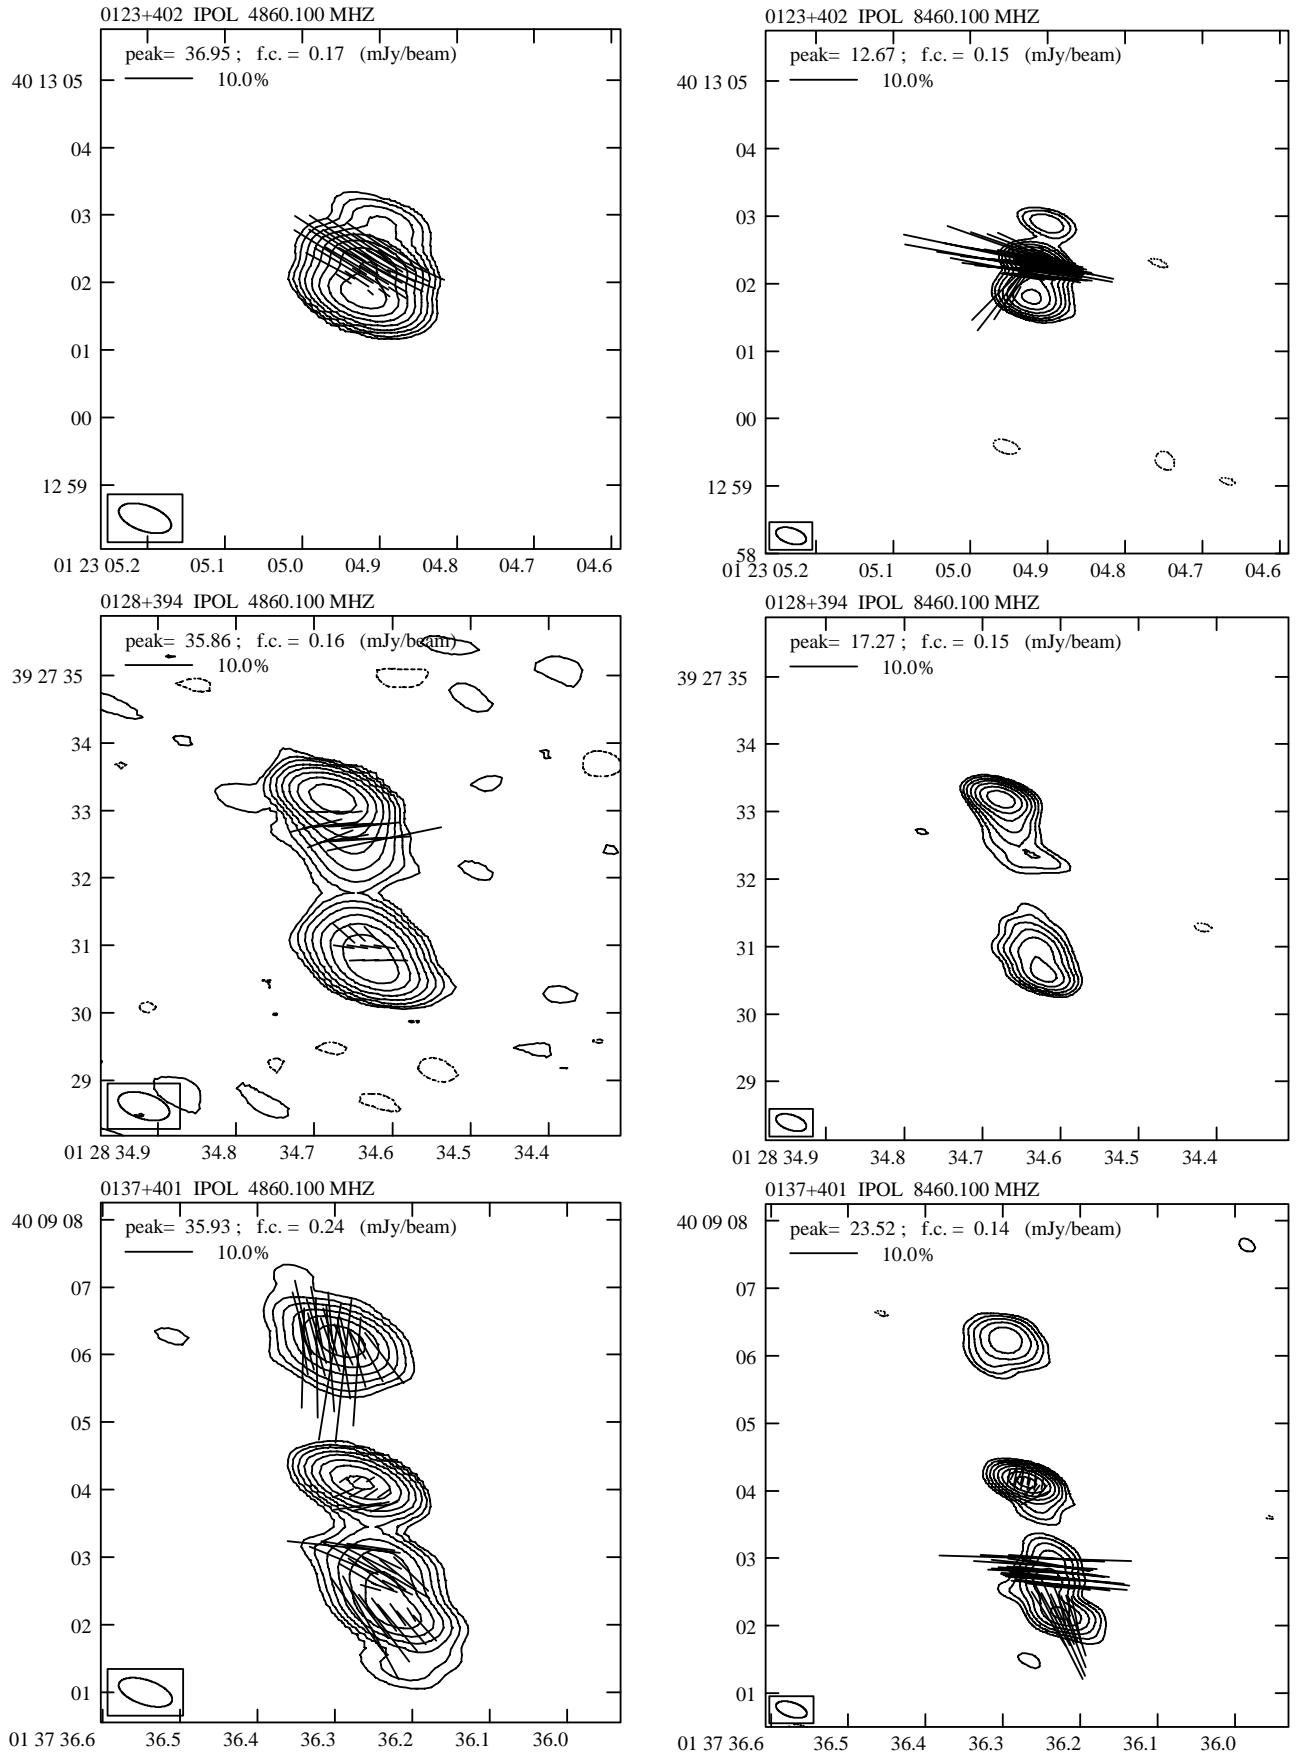 0123+402 IPOL 4860.100 MHZ
peak= 36.95 ; f.c. = 0.17 (mJy/beam)
10.0%
40 13 05
04
03
02
01
00
12 59
01 23 05.2 05.1 05.0 04.9 04.8 04.7 04.6
0123+402 IPOL 8460.100 MHZ
peak= 12.67 ; f.c. = 0.15 (mJy/beam)
10.0%
40 13 05
04
03
02
01
00
12 59
58
01 23 05.2 05.1 05.0 04.9 04.8 04.7 04.6
0128+394 IPOL 4860.100 MHZ
peak= 35.86 ; f.c. = 0.16 (mJy/beam)
10.0%
39 27 35
34
33
32
31
30
29
01 28 34.9 34.8 34.7 34.6 34.5 34.4
0128+394 IPOL 8460.100 MHZ
peak= 17.27 ; f.c. = 0.15 (mJy/beam)
10.0%
39 27 35
34
33
32
31
30
29
01 28 34.9 34.8 34.7 34.6 34.5 34.4
0137+401 IPOL 4860.100 MHZ
peak= 35.93 ; f.c. = 0.24 (mJy/beam)
10.0%
40 09 08
07
06
05
04
03
02
01
01 37 36.6 36.5 36.4 36.3 36.2 36.1 36.0
0137+401 IPOL 8460.100 MHZ
peak= 23.52 ; f.c. = 0.14 (mJy/beam)
10.0%
40 09 08
07
06
05
04
03
02
01
01 37 36.6 36.5 36.4 36.3 36.2 36.1 36.0